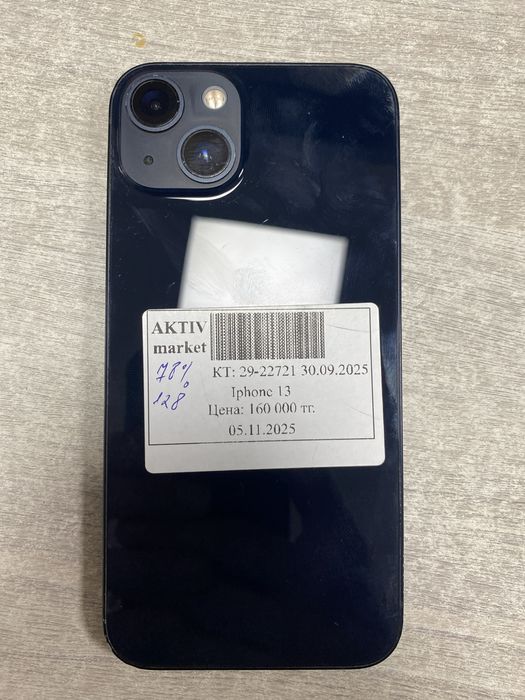 AKTIV
market
78%
128
КТ: 29-22721 30.09.2025
Iphone 13
Цена: 160 000 тг.
05.11.2025